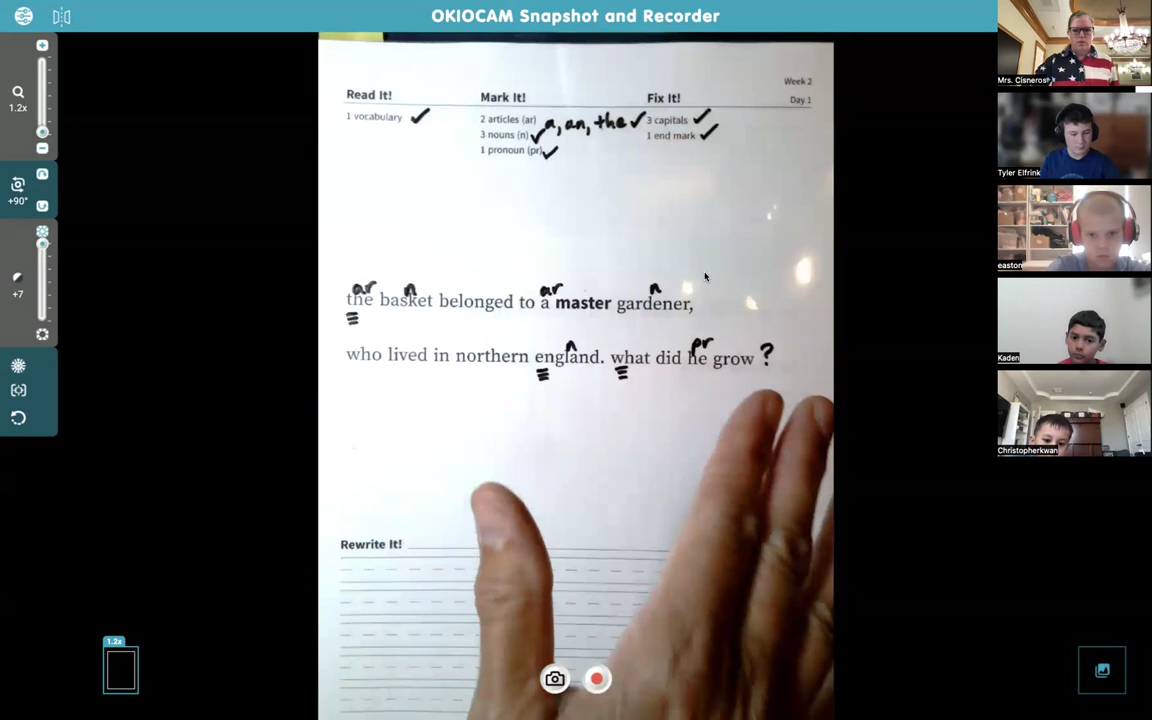 OKIOCAM Snapshot and Recorder
1.2x
+90°
+7
1.2x
Week 2
Day 1
Read It!
1 vocabulary ✓
Mark It!
2 articles (ar) a, an, the ✓
3 nouns (n) ✓
1 pronoun (pr) ✓
Fix It!
3 capitals ✓
1 end mark ✓
ar n ar n
the basket belonged to a master gardener,
n pr
who lived in northern england. what did he grow ?
Rewrite It!
Mrs. Cisneros
Tyler Elfrink
easton
Kaden
Christopherkwan